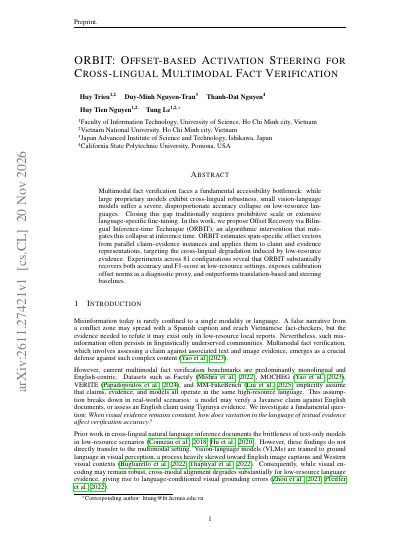 Preprint.
ORBIT: OFFSET-BASED ACTIVATION STEERING FOR
CROSS-LINGUAL MULTIMODAL FACT VERIFICATION
Huy Trieu1,2 Duy-Minh Nguyen-Tran3 Thanh-Dat Nguyen4
Huy Tien Nguyen1,2 Tung Le1,2,*
1Faculty of Information Technology, University of Science, Ho Chi Minh city, Vietnam
2Vietnam National University, Ho Chi Minh city, Vietnam
3Japan Advanced Institute of Science and Technology, Ishikawa, Japan
4California State Polytechnic University, Pomona, USA
ABSTRACT
Multimodal fact verification faces a fundamental accessibility bottleneck: while
large proprietary models exhibit cross-lingual robustness, small vision-language
models suffer a severe, disproportionate accuracy collapse on low-resource lan-
guages. Closing this gap traditionally requires prohibitive scale or extensive
language-specific fine-tuning. In this work, we propose Offset Recovery via
Bilingual Inference-time Technique (ORBIT), an algorithmic intervention that mit-
igates this collapse at inference time. ORBIT estimates span-specific offset vectors
from parallel claim–evidence instances and applies them to claim and evidence
representations, targeting the cross-lingual degradation induced by low-resource
evidence. Experiments across 81 configurations reveal that ORBIT substantially
recovers both accuracy and F1-score in low-resource settings, exposes calibration
offset norms as a diagnostic proxy, and outperforms translation-based and steering
baselines.
1 INTRODUCTION
Misinformation today is rarely confined to a single modality or language. A false narrative from
a conflict zone may spread with a Spanish caption and reach Vietnamese fact-checkers, but the
evidence needed to refute it may exist only in low-resource local reports. Nevertheless, such mis-
information often persists in linguistically underserved communities. Multimodal fact verification,
which involves assessing a claim against associated text and image evidence, emerges as a crucial
defense against such complex content (Yao et al., 2023).
However, current multimodal fact verification benchmarks are predominantly monolingual and
English-centric. Datasets such as Factify (Mishra et al., 2022), MOCHEG (Yao et al., 2023),
VERITE (Papadopoulos et al., 2024), and MM-FakeBench (Liu et al., 2025) implicitly assume
that claims, evidence, and models all operate in the same high-resource language. This assump-
tion breaks down in real-world scenarios: a model may verify a Javanese claim against English
documents, or assess an English claim using Tigrinya evidence. We investigate a fundamental ques-
tion: When visual evidence remains constant, how does variation in the language of textual evidence
affect verification accuracy?
Prior work in cross-lingual natural language inference documents the brittleness of text-only models
in low-resource scenarios (Conneau et al., 2018; Hu et al., 2020). However, these findings do not
directly transfer to the multimodal setting. Vision-language models (VLMs) are trained to ground
language in visual perception, a process heavily skewed toward English image captions and Western
visual contexts (Bugliarello et al., 2022; Thapliyal et al., 2022). Consequently, while visual en-
coding may remain robust, cross-modal alignment degrades substantially for low-resource language
evidence, giving rise to language-conditioned visual grounding errors (Zhou et al., 2021; Pfeiffer
et al., 2022).
*Corresponding author: lttung@fit.hcmus.edu.vn
1
arXiv:2611.27421v1 [cs.CL] 20 Nov 2026